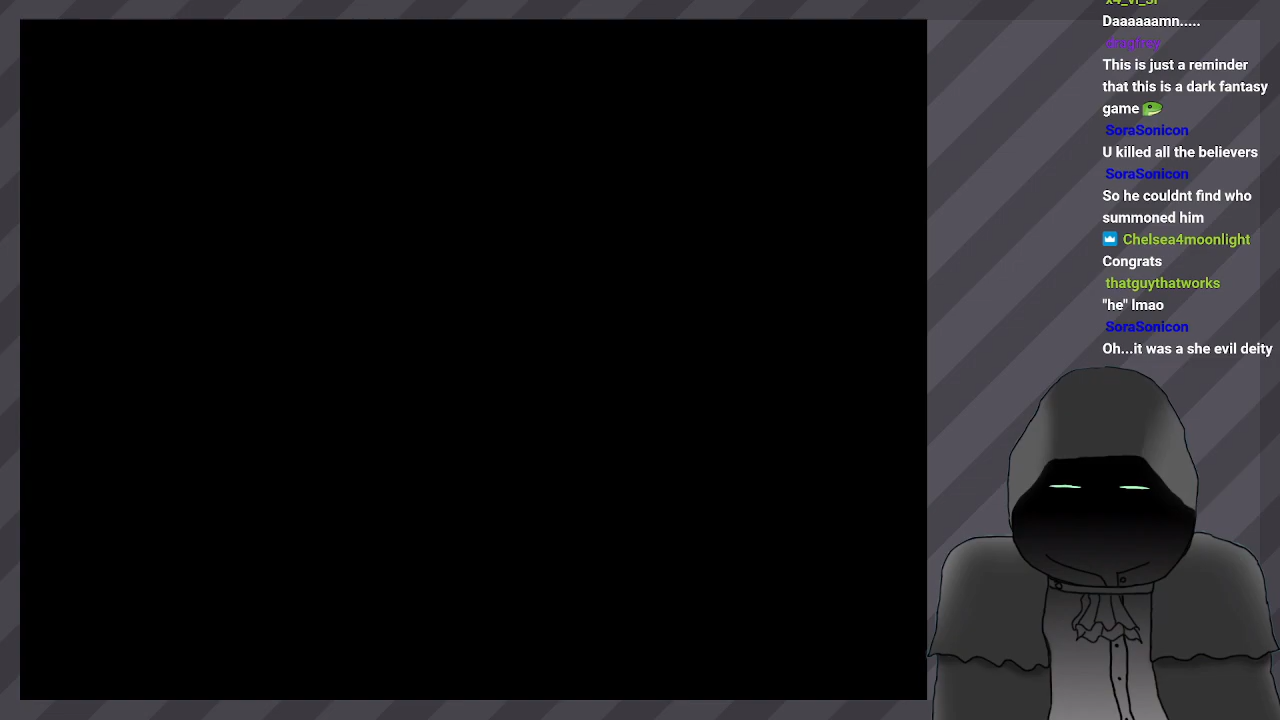 Daaaaaamn.....
dragfrey
This is just a reminder
that this is a dark fantasy
game
SoraSonicon
U killed all the believers
SoraSonicon
So he couldnt find who
summoned him
Chelsea4moonlight
Congrats
thatguythatworks
"he" lmao
SoraSonicon
Oh...it was a she evil deity